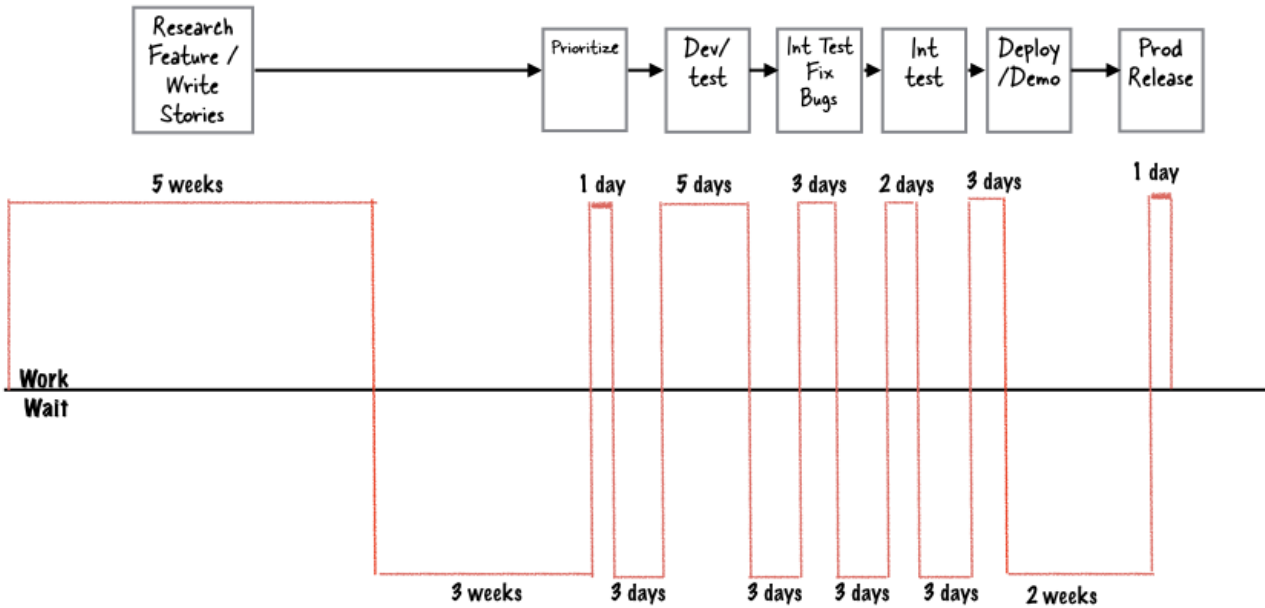 Research
Feature /
Write
Stories
Prioritize
Dev/
test
Int Test
Fix
Bugs
Int
test
Deploy
/Demo
Prod
Release
5 weeks
1 day
5 days
3 days
2 days
3 days
1 day
Work
Wait
3 weeks
3 days
3 days
3 days
3 days
2 weeks